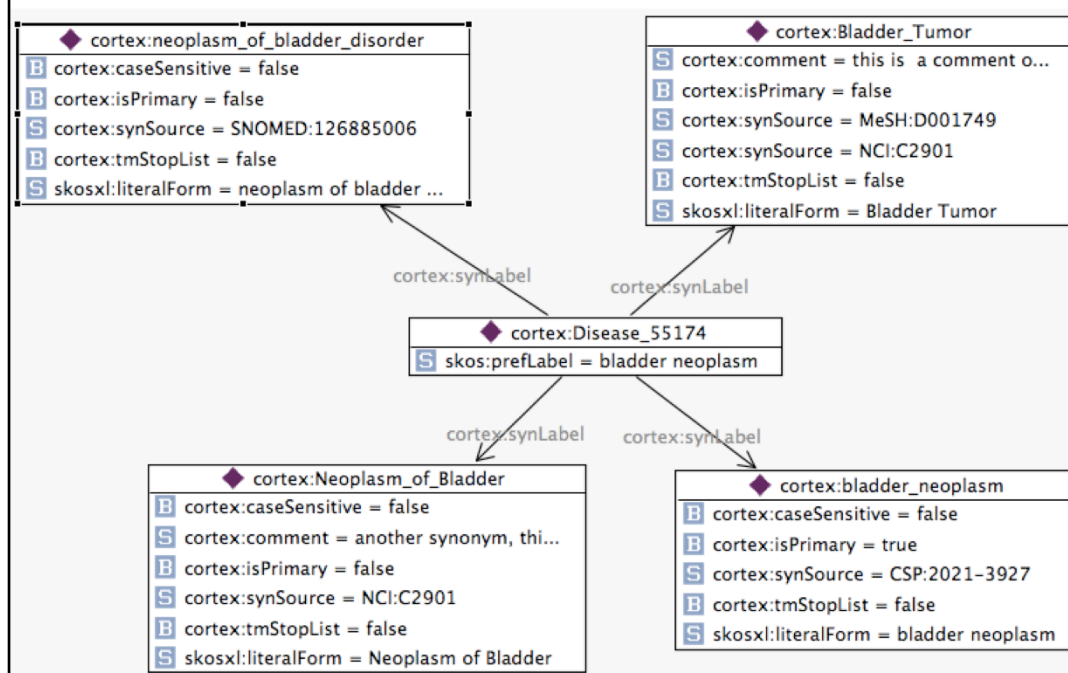 cortex:neoplasm_of_bladder_disorder
B cortex:caseSensitive = false
B cortex:isPrimary = false
S cortex:synSource = SNOMED:126885006
B cortex:tmStopList = false
S skosxl:literalForm = neoplasm of bladder ...
cortex:Bladder_Tumor
S cortex:comment = this is a comment o...
B cortex:isPrimary = false
S cortex:synSource = MeSH:D001749
S cortex:synSource = NCI:C2901
B cortex:tmStopList = false
S skosxl:literalForm = Bladder Tumor
cortex:synLabel
cortex:synLabel
cortex:Disease_55174
S skos:prefLabel = bladder neoplasm
cortex:synLabel
cortex:synLabel
cortex:Neoplasm_of_Bladder
B cortex:caseSensitive = false
S cortex:comment = another synonym, thi...
B cortex:isPrimary = false
S cortex:synSource = NCI:C2901
B cortex:tmStopList = false
S skosxl:literalForm = Neoplasm of Bladder
cortex:bladder_neoplasm
B cortex:caseSensitive = false
B cortex:isPrimary = true
S cortex:synSource = CSP:2021-3927
B cortex:tmStopList = false
S skosxl:literalForm = bladder neoplasm